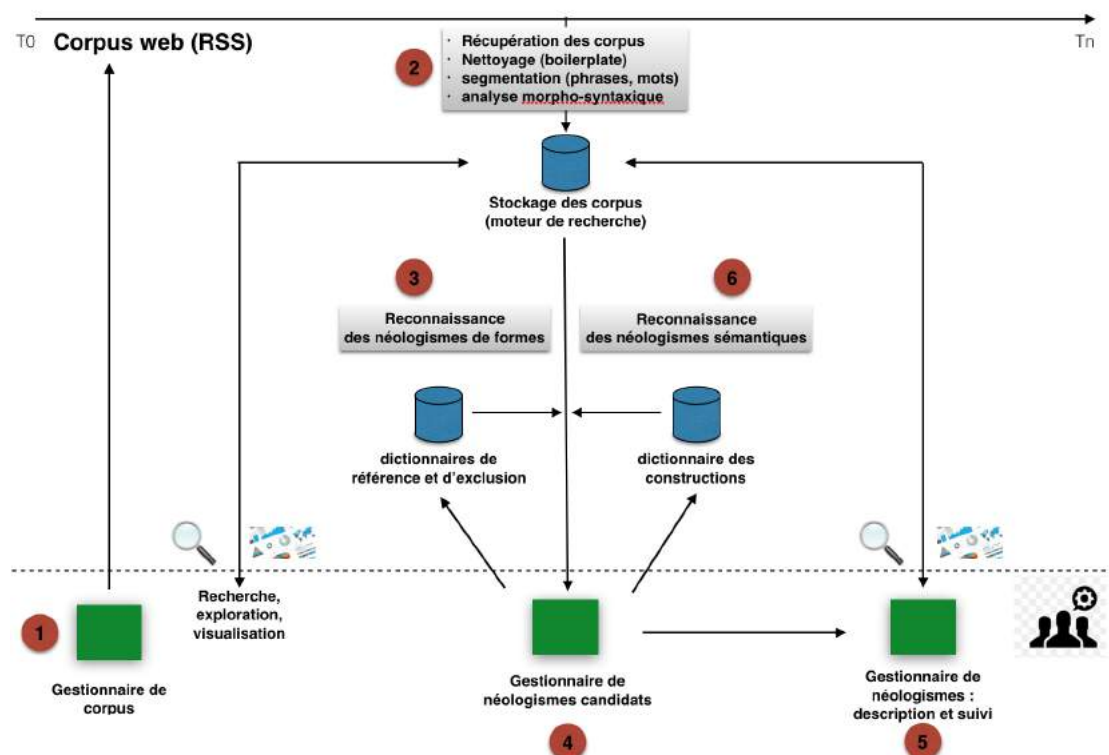 T0
Corpus web (RSS)
Tn
2
· Récupération des corpus
· Nettoyage (boilerplate)
· segmentation (phrases, mots)
· analyse morpho-syntaxique
Stockage des corpus
(moteur de recherche)
3
Reconnaissance
des néologismes de formes
6
Reconnaissance
des néologismes sémantiques
dictionnaires de
référence et d'exclusion
dictionnaire des
constructions
Recherche,
exploration,
visualisation
1
Gestionnaire de
corpus
Gestionnaire de
néologismes candidats
4
Gestionnaire de
néologismes :
description et suivi
5